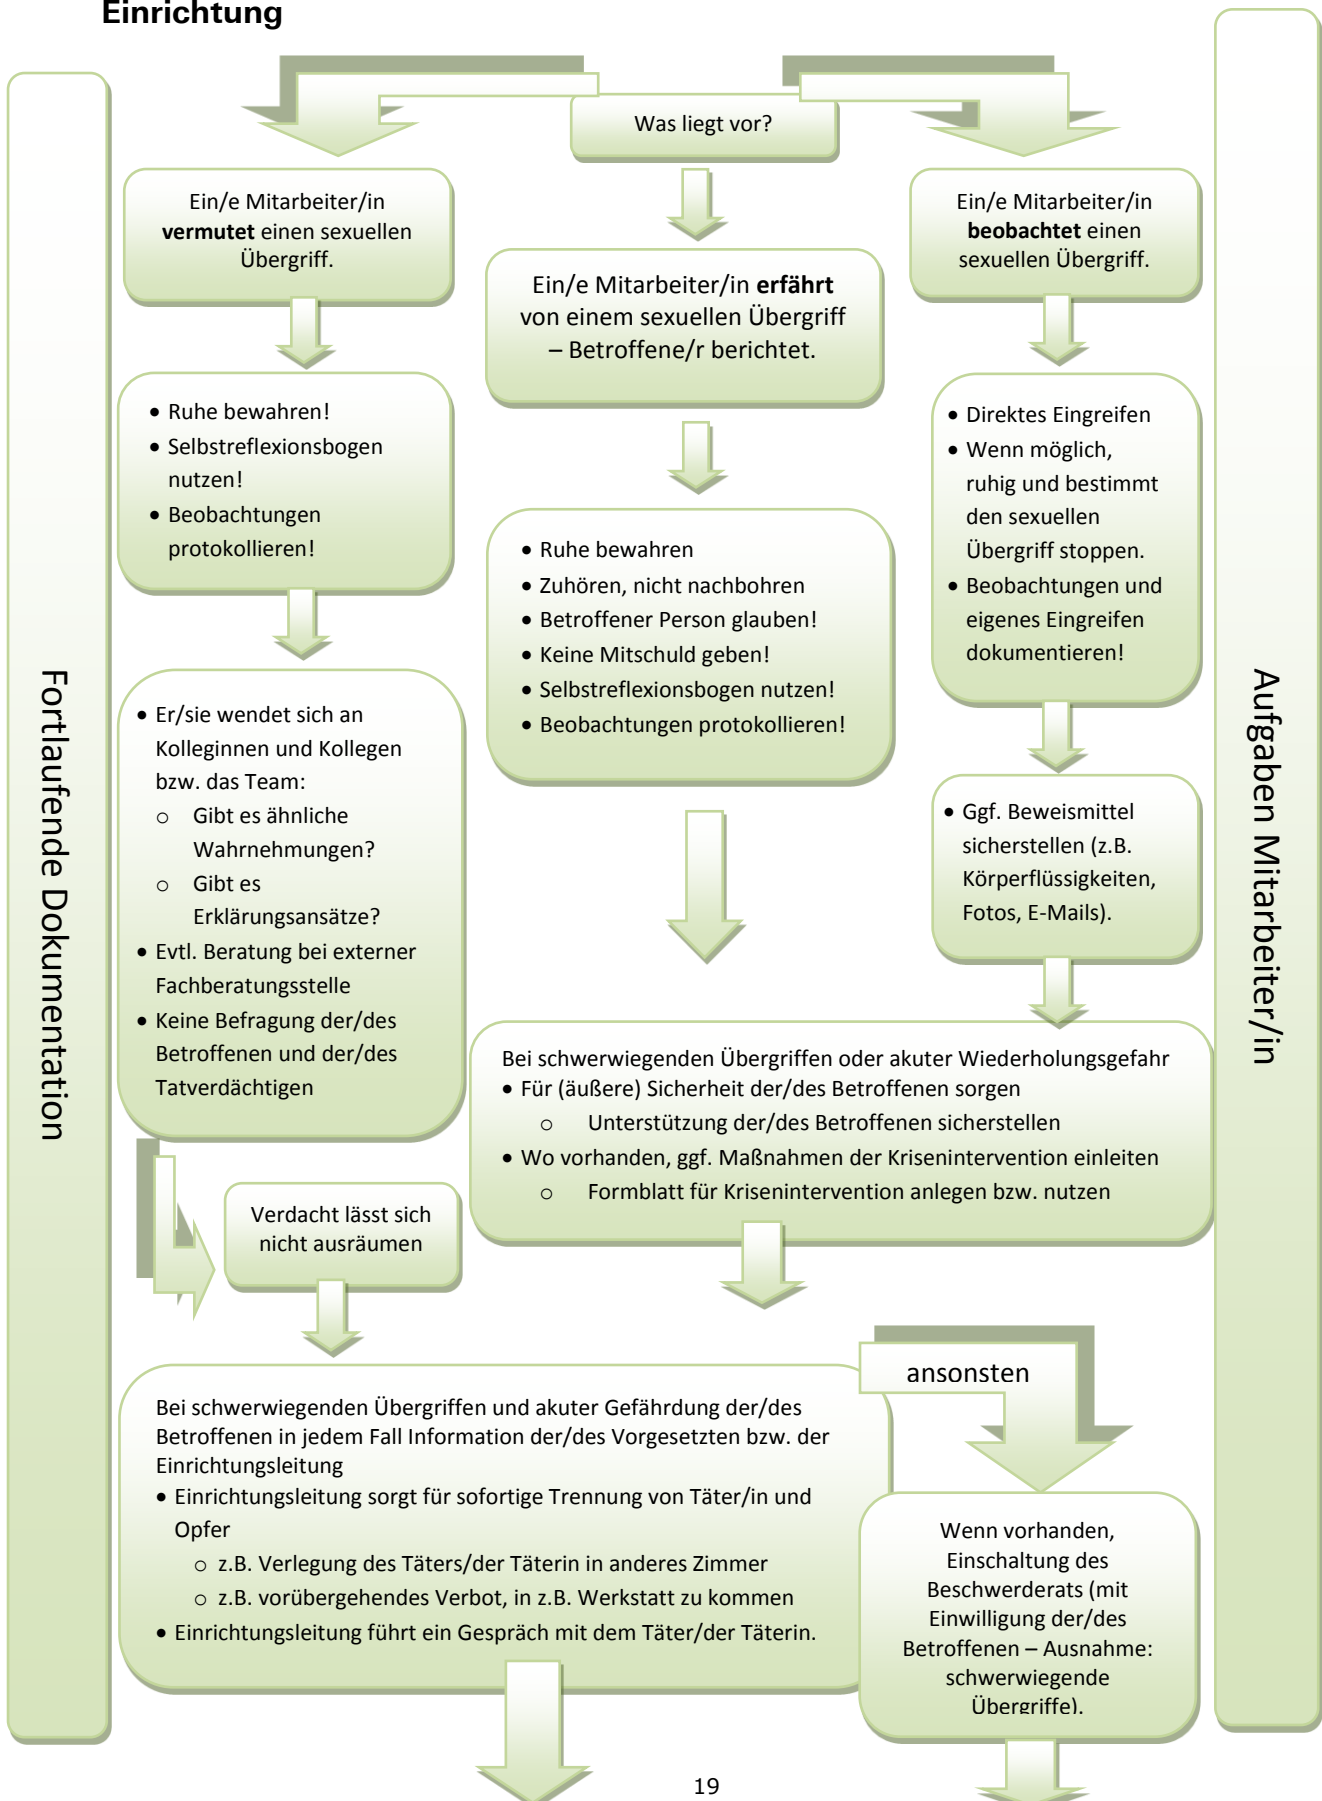 Einrichtung
Was liegt vor?
Ein/e Mitarbeiter/in
vermutet einen sexuellen
Übergriff.
Ein/e Mitarbeiter/in erfährt
von einem sexuellen Übergriff
– Betroffene/r berichtet.
Ein/e Mitarbeiter/in
beobachtet einen
sexuellen Übergriff.
• Ruhe bewahren!
• Selbstreflexionsbogen
nutzen!
• Beobachtungen
protokollieren!
• Ruhe bewahren
• Zuhören, nicht nachbohren
• Betroffener Person glauben!
• Keine Mitschuld geben!
• Selbstreflexionsbogen nutzen!
• Beobachtungen protokollieren!
• Direktes Eingreifen
• Wenn möglich,
ruhig und bestimmt
den sexuellen
Übergriff stoppen.
• Beobachtungen und
eigenes Eingreifen
dokumentieren!
• Er/sie wendet sich an
Kolleginnen und Kollegen
bzw. das Team:
o Gibt es ähnliche
Wahrnehmungen?
o Gibt es
Erklärungsansätze?
• Evtl. Beratung bei externer
Fachberatungsstelle
• Keine Befragung der/des
Betroffenen und der/des
Tatverdächtigen
• Ggf. Beweismittel
sicherstellen (z.B.
Körperflüssigkeiten,
Fotos, E-Mails).
Bei schwerwiegenden Übergriffen oder akuter Wiederholungsgefahr
• Für (äußere) Sicherheit der/des Betroffenen sorgen
o Unterstützung der/des Betroffenen sicherstellen
• Wo vorhanden, ggf. Maßnahmen der Krisenintervention einleiten
o Formblatt für Krisenintervention anlegen bzw. nutzen
Verdacht lässt sich
nicht ausräumen
Bei schwerwiegenden Übergriffen und akuter Gefährdung der/des
Betroffenen in jedem Fall Information der/des Vorgesetzten bzw. der
Einrichtungsleitung
• Einrichtungsleitung sorgt für sofortige Trennung von Täter/in und
Opfer
o z.B. Verlegung des Täters/der Täterin in anderes Zimmer
o z.B. vorübergehendes Verbot, in z.B. Werkstatt zu kommen
• Einrichtungsleitung führt ein Gespräch mit dem Täter/der Täterin.
ansonsten
Wenn vorhanden,
Einschaltung des
Beschwerderats (mit
Einwilligung der/des
Betroffenen – Ausnahme:
schwerwiegende
Übergriffe).
Fortlaufende Dokumentation
Aufgaben Mitarbeiter/in
19